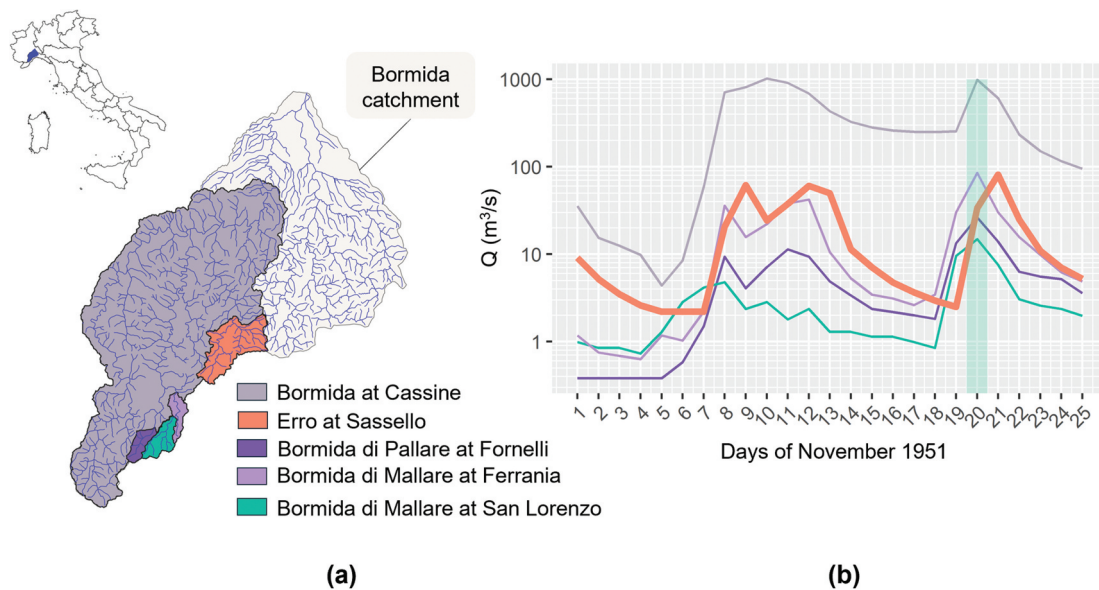 Bormida
catchment
Bormida at Cassine
Erro at Sassello
Bormida di Pallare at Fornelli
Bormida di Mallare at Ferrania
Bormida di Mallare at San Lorenzo
(a)
Q (m³/s)
1000
100
10
1
1 2 3 4 5 6 7 8 9 10 11 12 13 14 15 16 17 18 19 20 21 22 23 24 25
Days of November 1951
(b)